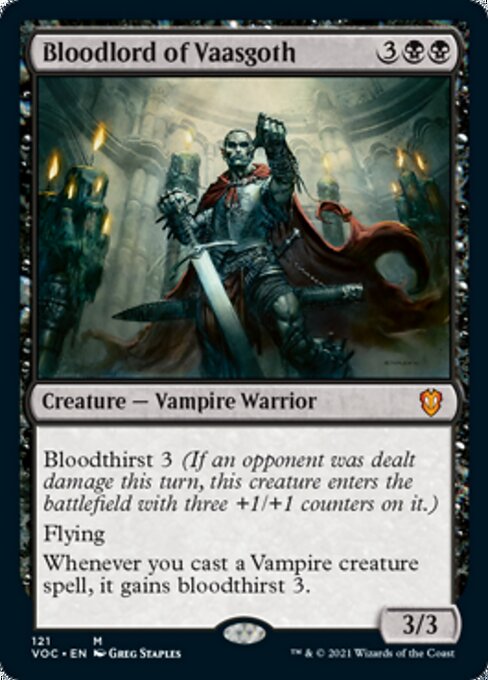 Bloodlord of Vaasgoth 3
Creature — Vampire Warrior
Bloodthirst 3 (If an opponent was dealt
damage this turn, this creature enters the
battlefield with three +1/+1 counters on it.)
Flying
Whenever you cast a Vampire creature
spell, it gains bloodthirst 3.
3/3
121 M
VOC • EN Greg Staples
™ & © 2021 Wizards of the Coast